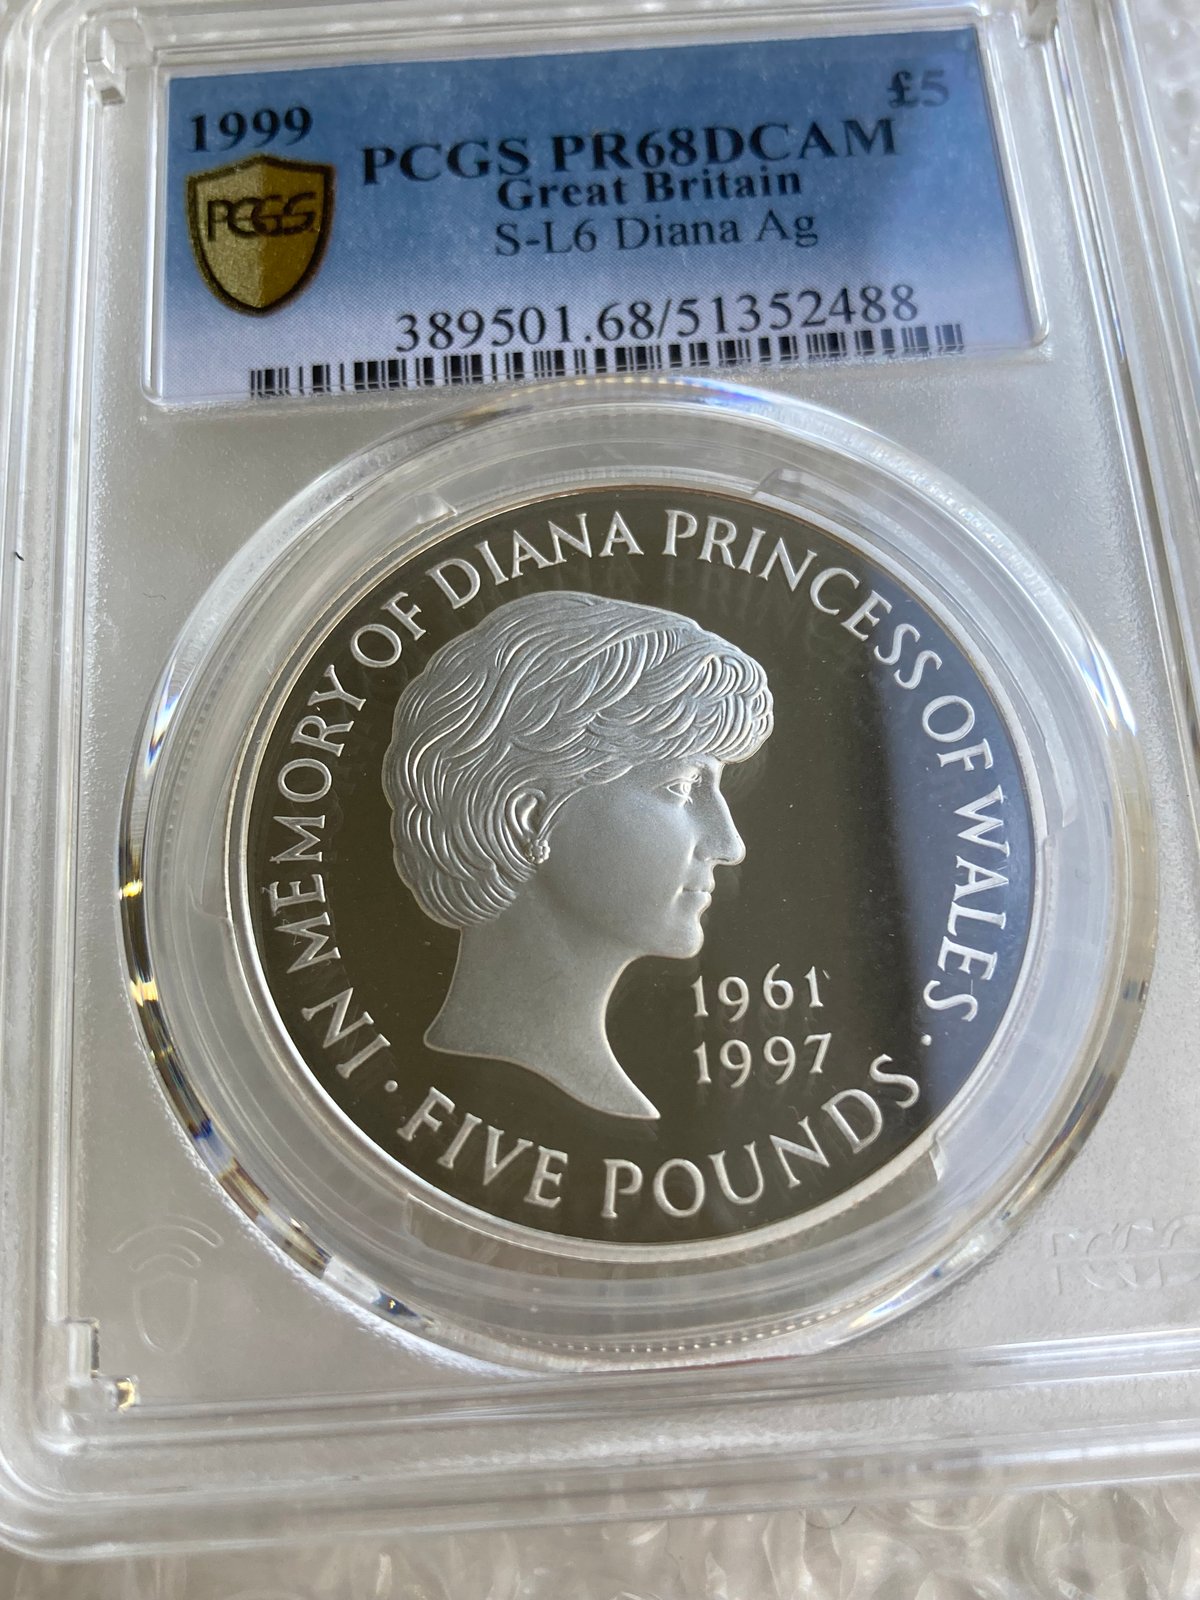 1999
£5
PCGS PR68DCAM
Great Britain
S-L6 Diana Ag
PCGS
389501.68/51352488
IN MEMORY OF DIANA PRINCESS OF WALES ·
1961
1997
· FIVE POUNDS
PCGS